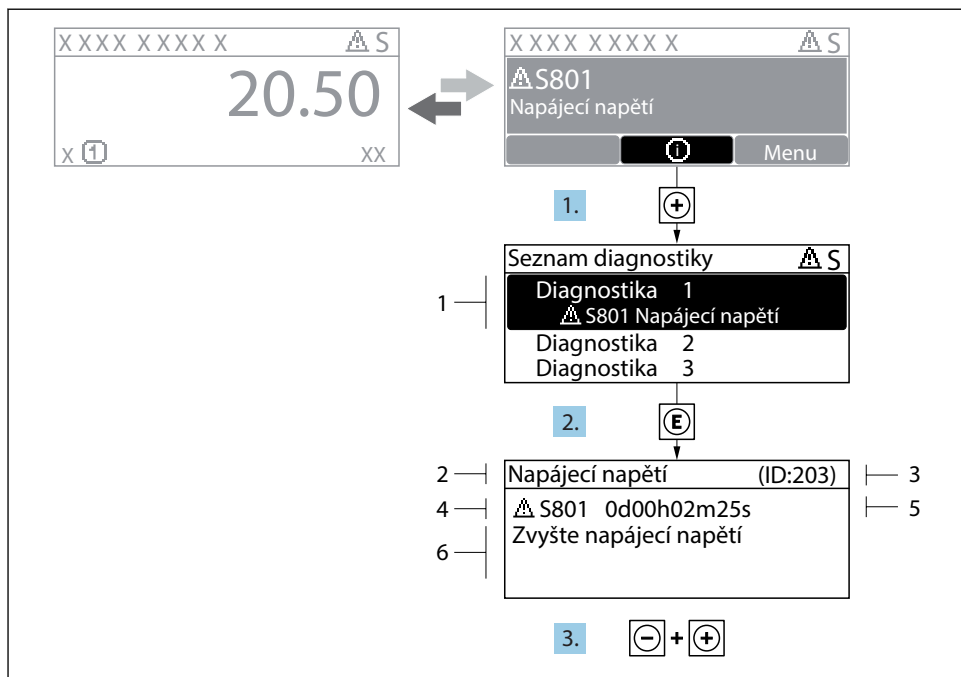 X XXXX XXXXX X ⚠ S
20.50
x ① XX
X XXXX XXXXX X ⚠ S
⚠ S801
Napájecí napětí
ⓘ Menu
1. ⊕
Seznam diagnostiky ⚠ S
1
Diagnostika 1
⚠ S801 Napájecí napětí
Diagnostika 2
Diagnostika 3
2. Ⓔ
2 Napájecí napětí (ID:203) 3
4 ⚠ S801 0d00h02m25s 5
6 Zvyšte napájecí napětí
3. ⊖ + ⊕